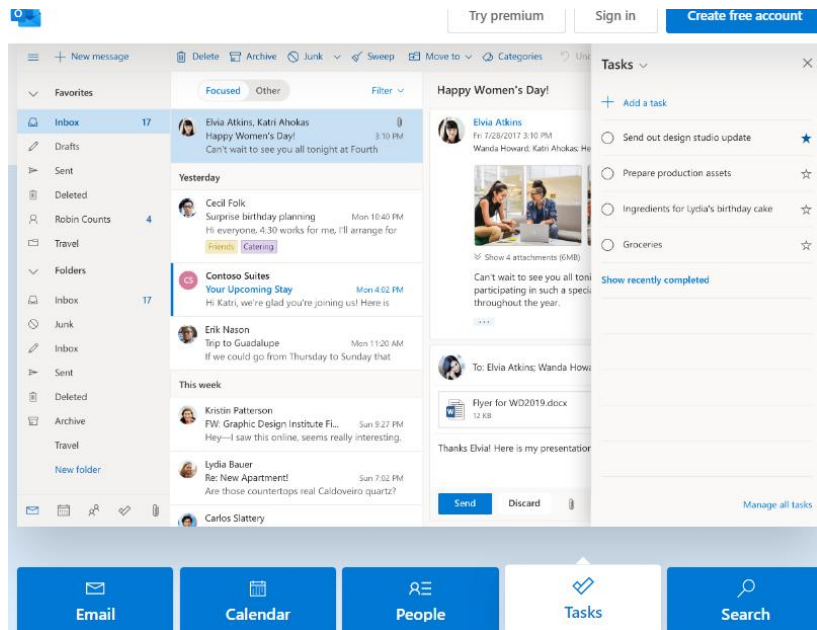 Try premium
Sign in
Create free account
New message
Delete
Archive
Junk
Sweep
Move to
Categories
Favorites
Inbox 17
Drafts
Sent
Deleted
Robin Counts 4
Travel
Folders
Inbox 17
Junk
Inbox
Sent
Deleted
Archive
Travel
New folder
Focused
Other
Filter
Elvia Atkins, Katri Ahokas
Happy Women's Day! 3:10 PM
Can't wait to see you all tonight at Fourth
Yesterday
Cecil Folk
Surprise birthday planning Mon 10:40 PM
Hi everyone, 4:30 works for me, I'll arrange for
Friends Catering
CS
Contoso Suites
Your Upcoming Stay Mon 4:02 PM
Hi Katri, we're glad you're joining us! Here is
Erik Nason
Trip to Guadalupe Mon 11:20 AM
If we could go from Thursday to Sunday that
This week
Kristin Patterson
FW: Graphic Design Institute Fi... Sun 9:27 PM
Hey—I saw this online, seems really interesting.
Lydia Bauer
Re: New Apartment! Sun 7:02 PM
Are those countertops real Caldoveiro quartz?
Carlos Slattery
Happy Women's Day!
Elvia Atkins
Fri 7/28/2017 3:10 PM
Wanda Howard; Katri Ahokas; He
Show 4 attachments (6MB)
Can't wait to see you all toni
participating in such a specia
throughout the year.
...
To: Elvia Atkins; Wanda Howa
Flyer for WD2019.docx
12 KB
Thanks Elvia! Here is my presentation
Send
Discard
Tasks
Add a task
Send out design studio update
Prepare production assets
Ingredients for Lydia's birthday cake
Groceries
Show recently completed
Manage all tasks
Email
Calendar
People
Tasks
Search